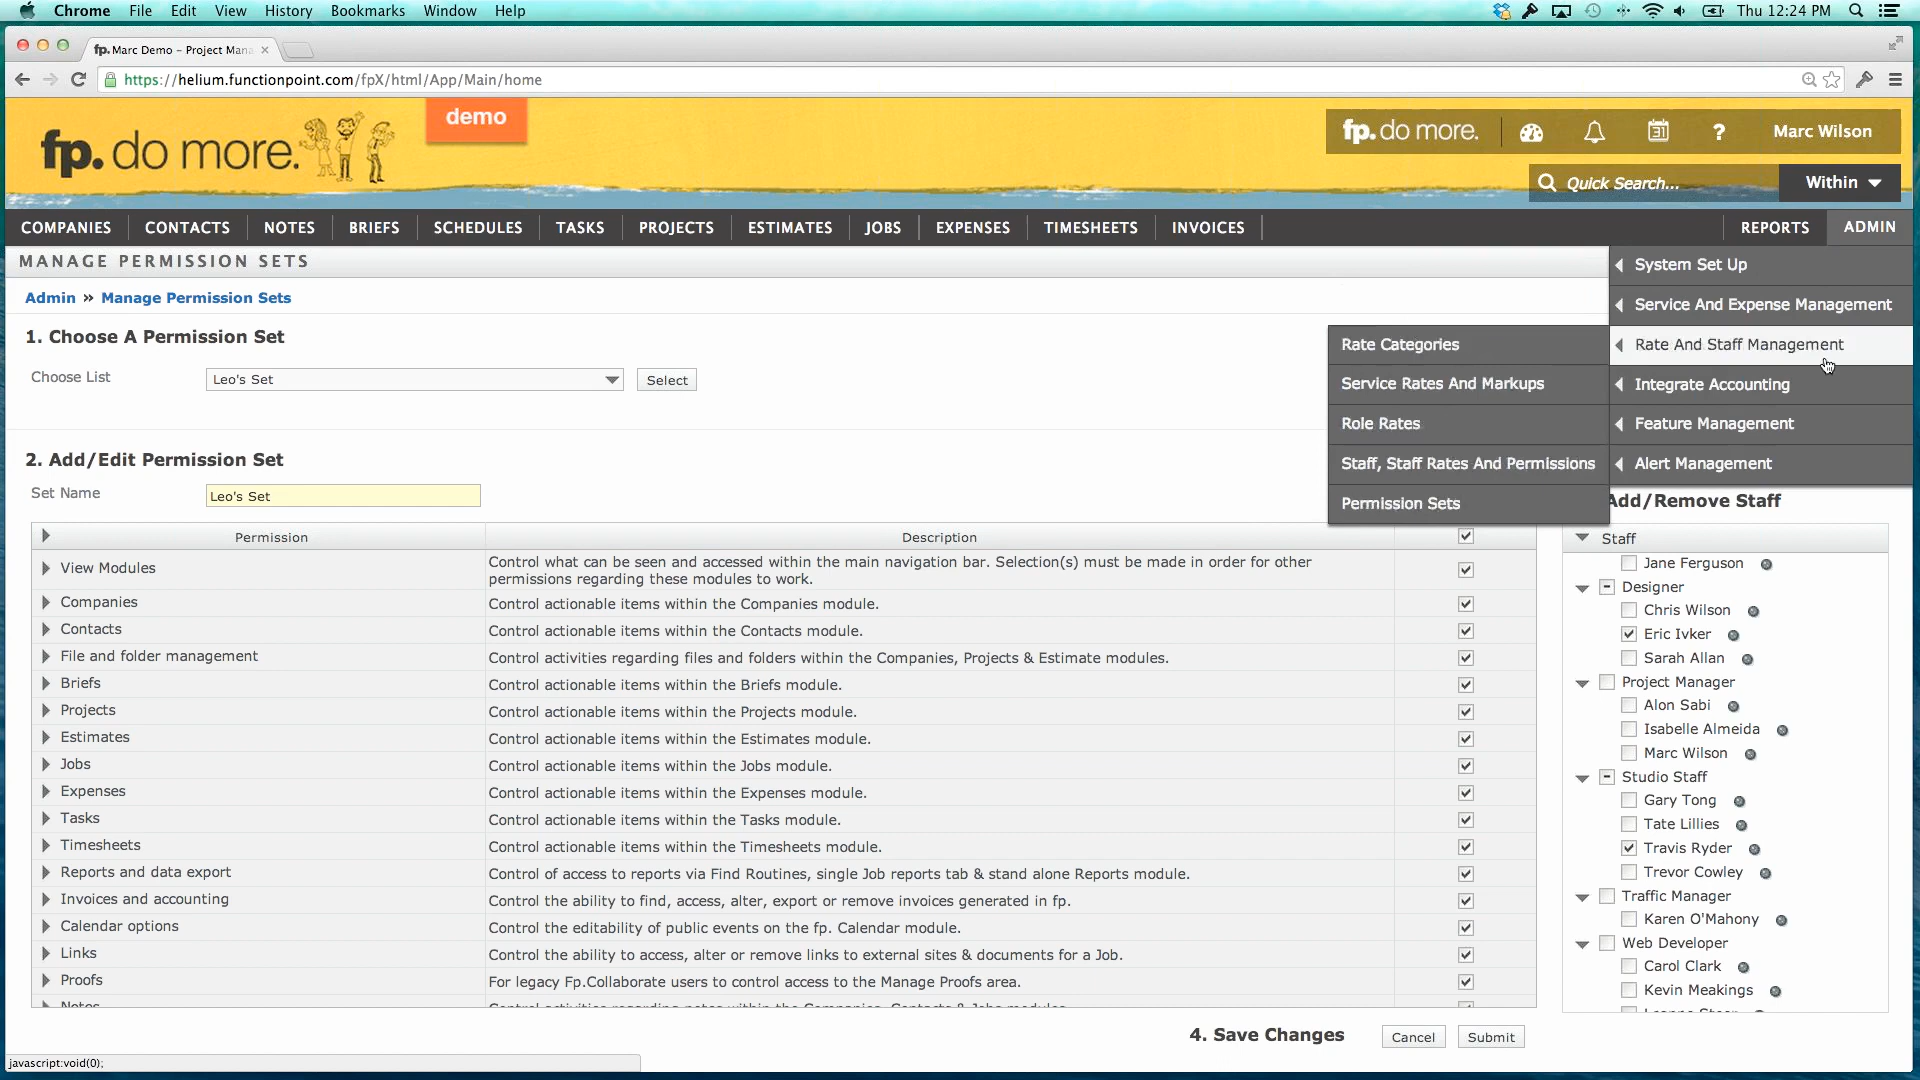 Chrome File Edit View History Bookmarks Window Help Thu 12:24 PM
fp. Marc Demo – Project Mana
https://helium.functionpoint.com/fpX/html/App/Main/home
fp. do more.
demo
fp. do more. 31 ? Marc Wilson
Quick Search... Within
COMPANIES CONTACTS NOTES BRIEFS SCHEDULES TASKS PROJECTS ESTIMATES JOBS EXPENSES TIMESHEETS INVOICES REPORTS ADMIN
MANAGE PERMISSION SETS
Admin » Manage Permission Sets
System Set Up
Service And Expense Management
Rate And Staff Management
Integrate Accounting
Feature Management
Alert Management
Rate Categories
Service Rates And Markups
Role Rates
Staff, Staff Rates And Permissions
Permission Sets
1. Choose A Permission Set
Choose List Leo's Set Select
2. Add/Edit Permission Set
Set Name Leo's Set
Permission Description
View Modules Control what can be seen and accessed within the main navigation bar. Selection(s) must be made in order for other
permissions regarding these modules to work.
Companies Control actionable items within the Companies module.
Contacts Control actionable items within the Contacts module.
File and folder management Control activities regarding files and folders within the Companies, Projects & Estimate modules.
Briefs Control actionable items within the Briefs module.
Projects Control actionable items within the Projects module.
Estimates Control actionable items within the Estimates module.
Jobs Control actionable items within the Jobs module.
Expenses Control actionable items within the Expenses module.
Tasks Control actionable items within the Tasks module.
Timesheets Control actionable items within the Timesheets module.
Reports and data export Control of access to reports via Find Routines, single Job reports tab & stand alone Reports module.
Invoices and accounting Control the ability to find, access, alter, export or remove invoices generated in fp.
Calendar options Control the editability of public events on the fp. Calendar module.
Links Control the ability to access, alter or remove links to external sites & documents for a Job.
Proofs For legacy Fp.Collaborate users to control access to the Manage Proofs area.
Notes Control activities regarding notes within the Companies, Contacts & Jobs modules.
Add/Remove Staff
Staff
Jane Ferguson
Designer
Chris Wilson
Eric Ivker
Sarah Allan
Project Manager
Alon Sabi
Isabelle Almeida
Marc Wilson
Studio Staff
Gary Tong
Tate Lillies
Travis Ryder
Trevor Cowley
Traffic Manager
Karen O'Mahony
Web Developer
Carol Clark
Kevin Meakings
4. Save Changes Cancel Submit
javascript:void(0);